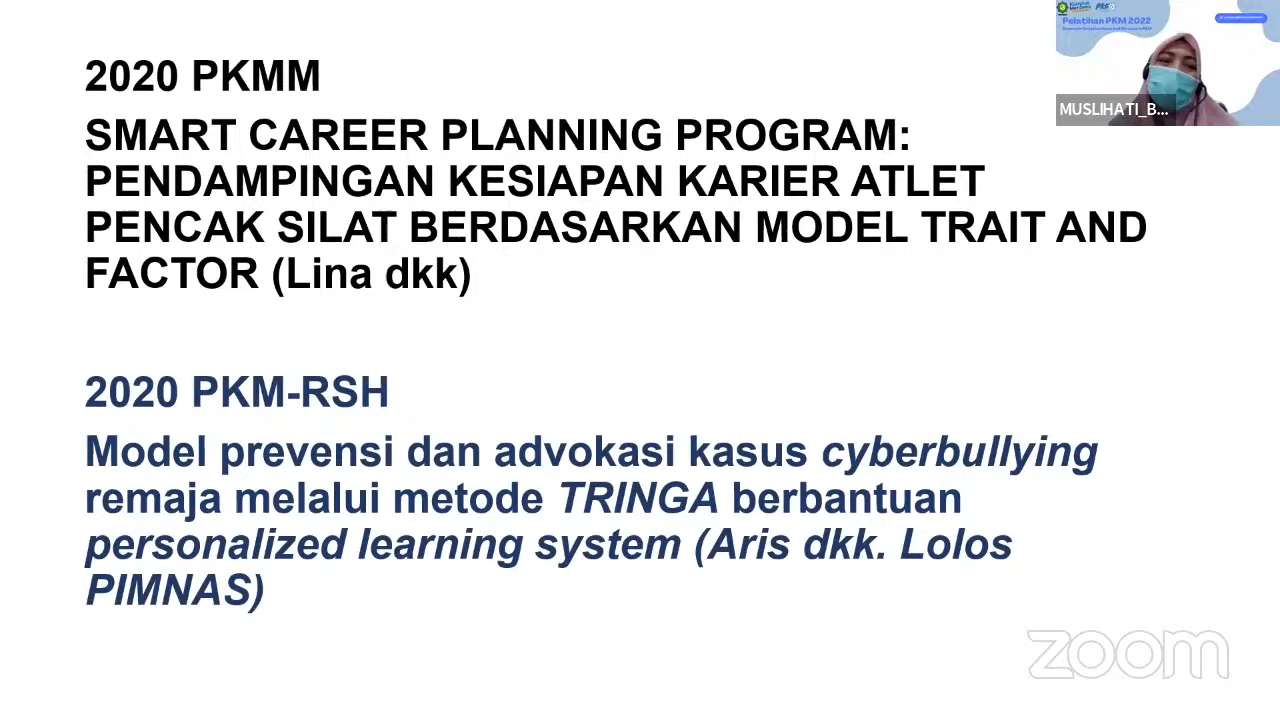 2020 PKMM
SMART CAREER PLANNING PROGRAM:
PENDAMPINGAN KESIAPAN KARIER ATLET
PENCAK SILAT BERDASARKAN MODEL TRAIT AND
FACTOR (Lina dkk)
2020 PKM-RSH
Model prevensi dan advokasi kasus cyberbullying
remaja melalui metode TRINGA berbantuan
personalized learning system (Aris dkk. Lolos
PIMNAS)
Pelatihan PKM 2022
MUSLIHATI_B...
zoom